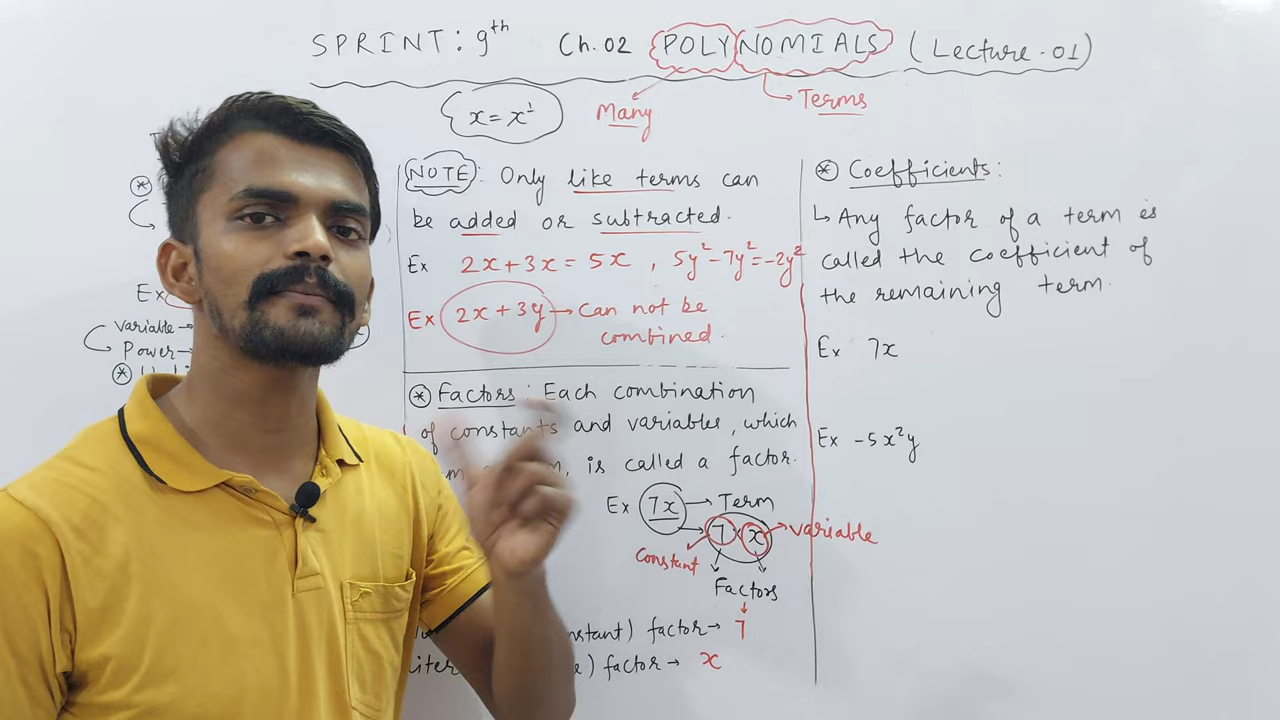 SPRINT: 9th Ch. 02 POLYNOMIALS (Lecture-01)
x = x¹ Many Terms
Ex
Variable →
Power →
NOTE: Only like terms can
be added or subtracted.
Ex 2x+3x = 5x , 5y²-7y²=-2y²
Ex 2x + 3y → Can not be
combined.
* Factors : Each combination
of constants and variables, which
is called a factor.
Ex 7x → Term
→ 7 x → variable
Constant
Factors
7
factor → 7
factor → x
* Coefficients:
↳ Any factor of a term is
called the coefficient of
the remaining term.
Ex 7x
Ex -5x²y